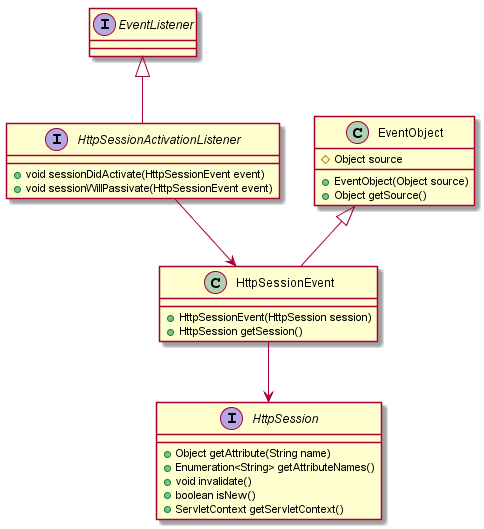 I EventListener
I HttpSessionActivationListener
void sessionDidActivate(HttpSessionEvent event)
void sessionWillPassivate(HttpSessionEvent event)
C EventObject
Object source
EventObject(Object source)
Object getSource()
C HttpSessionEvent
HttpSessionEvent(HttpSession session)
HttpSession getSession()
I HttpSession
Object getAttribute(String name)
Enumeration<String> getAttributeNames()
void invalidate()
boolean isNew()
ServletContext getServletContext()